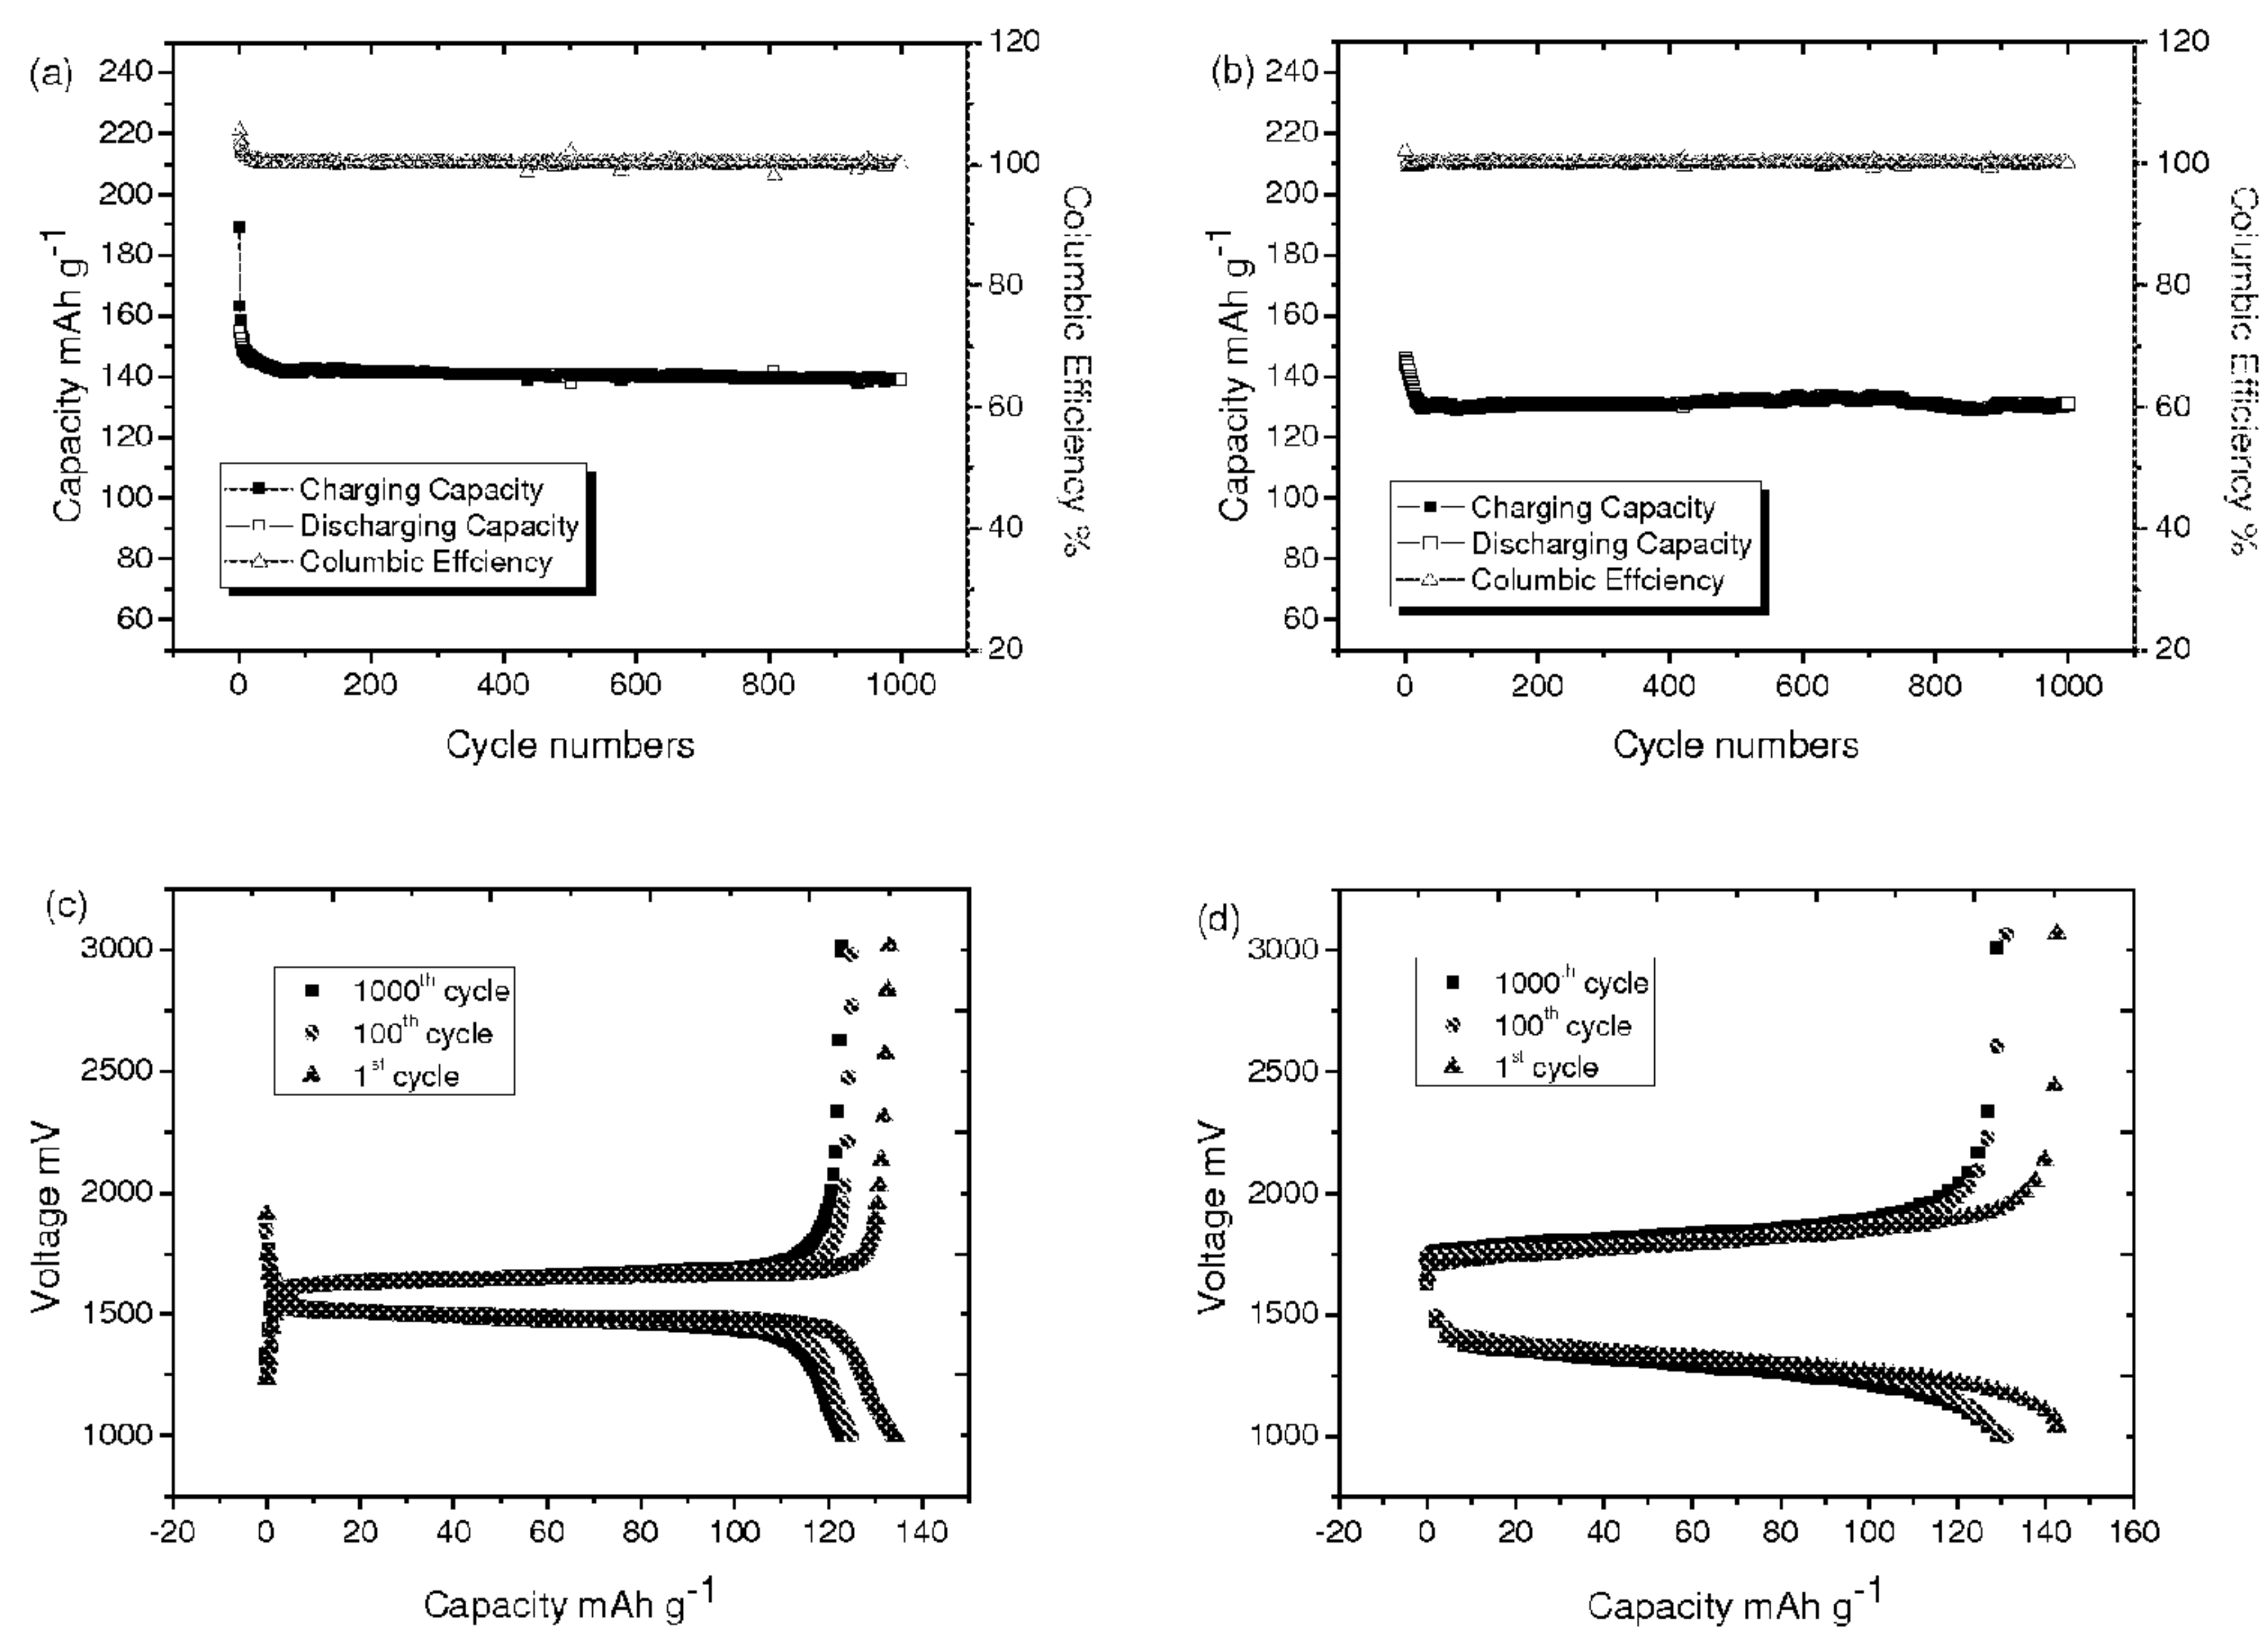 (a)
240
220
200
180
160
140
120
100
80
60
Capacity mAh g-1
120
100
80
60
40
20
Columbic Efficiency %
Charging Capacity
Discharging Capacity
Columbic Effciency
0 200 400 600 800 1000
Cycle numbers
(b)
240
220
200
180
160
140
120
100
80
60
Capacity mAh g-1
120
100
80
60
40
20
Columbic Efficiency %
Charging Capacity
Discharging Capacity
Columbic Effciency
0 200 400 600 800 1000
Cycle numbers
(c)
3000
2500
2000
1500
1000
Voltage mV
1000th cycle
100th cycle
1st cycle
-20 0 20 40 60 80 100 120 140
Capacity mAh g-1
(d)
3000
2500
2000
1500
1000
Voltage mV
1000th cycle
100th cycle
1st cycle
-20 0 20 40 60 80 100 120 140 160
Capacity mAh g-1